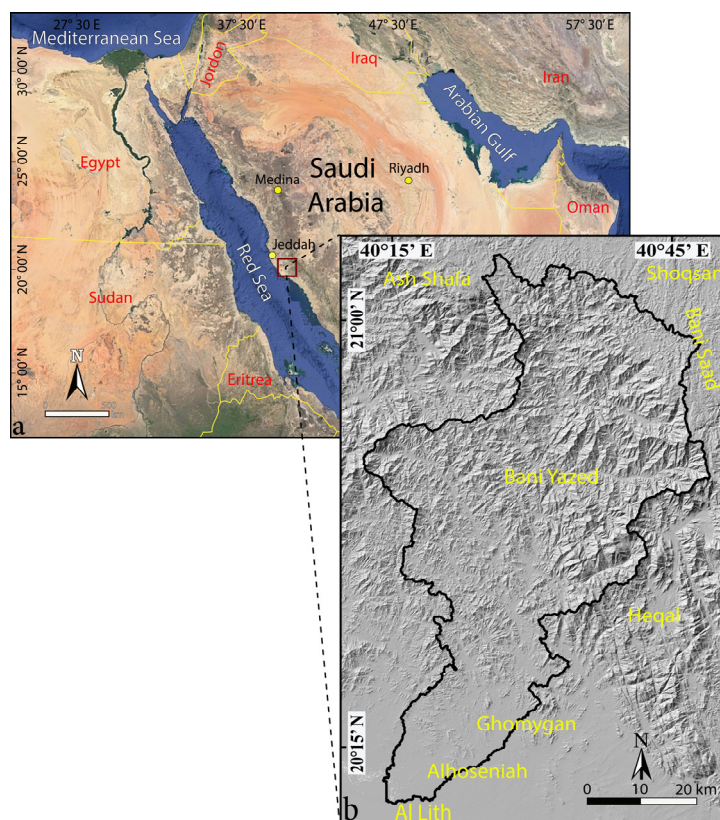 27° 30 E
37° 30 E
47° 30 E
57° 30 E
Mediterranean Sea
Jordon
Iraq
Iran
30° 00 N
Arabian Gulf
25° 00 N
Egypt
Medina
Saudi
Arabia
Riyadh
Oman
Jeddah
Red Sea
20° 00 N
Sudan
15° 00' N
Eritrea
N
a
40°15’ E
40°45’ E
Ash Shafa
Shoqsan
21°00’ N
Bani Saad
Bani Yazed
Heqal
Ghomygan
20°15’ N
Alhoseniah
N
0 10 20 km
Al Lith
b